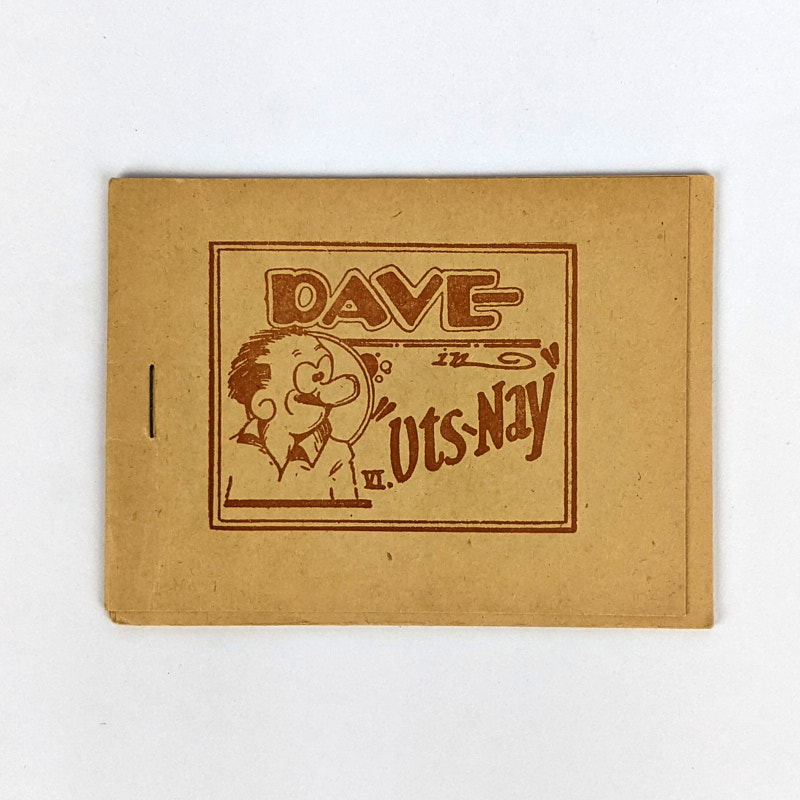 DAVE-
in
"Uts-Nay"
VI.